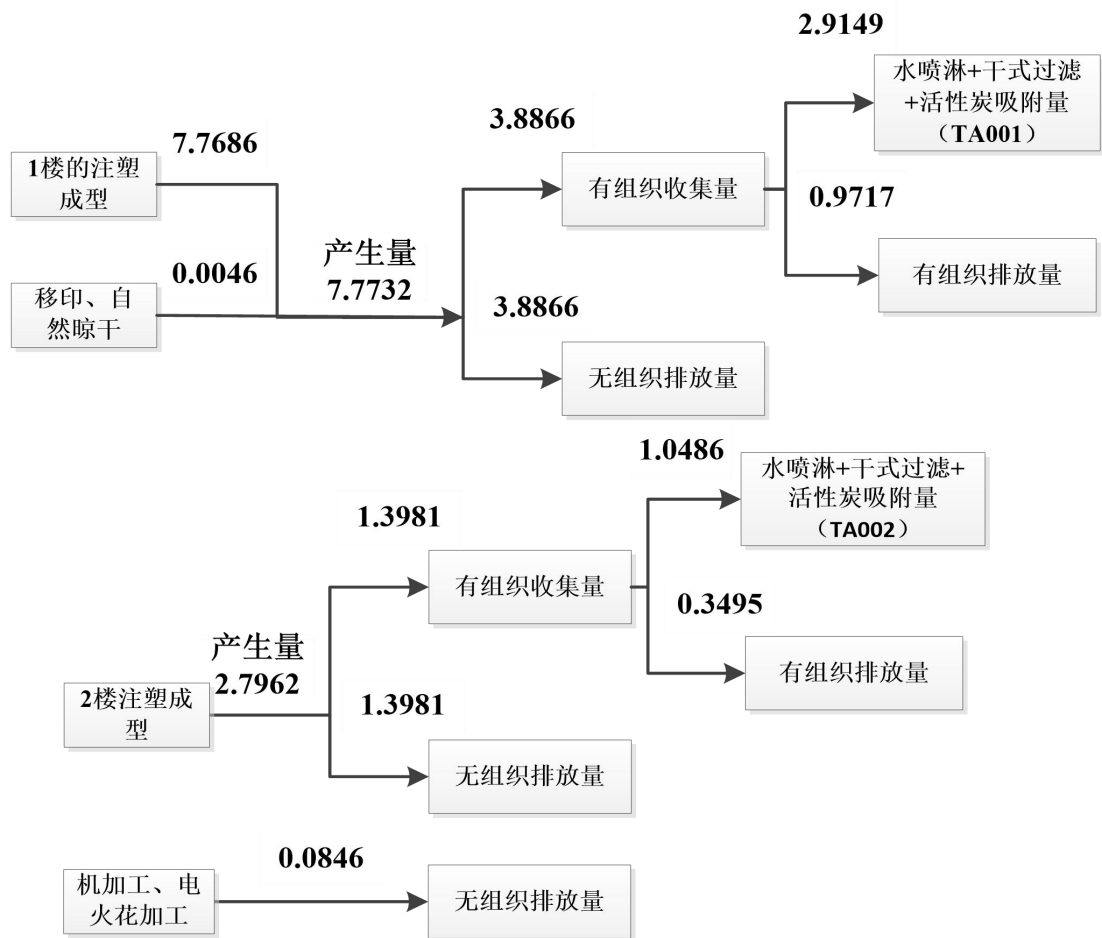 2.9149
水喷淋+干式过滤
+活性炭吸附量
（TA001）
3.8866
7.7686
1楼的注塑
成型
有组织收集量
0.9717
产生量
7.7732
0.0046
移印、自
然晾干
3.8866
有组织排放量
无组织排放量
1.0486
水喷淋+干式过滤+
活性炭吸附量
（TA002）
1.3981
有组织收集量
0.3495
产生量
2.7962
有组织排放量
2楼注塑成
型
1.3981
无组织排放量
0.0846
机加工、电
火花加工
无组织排放量